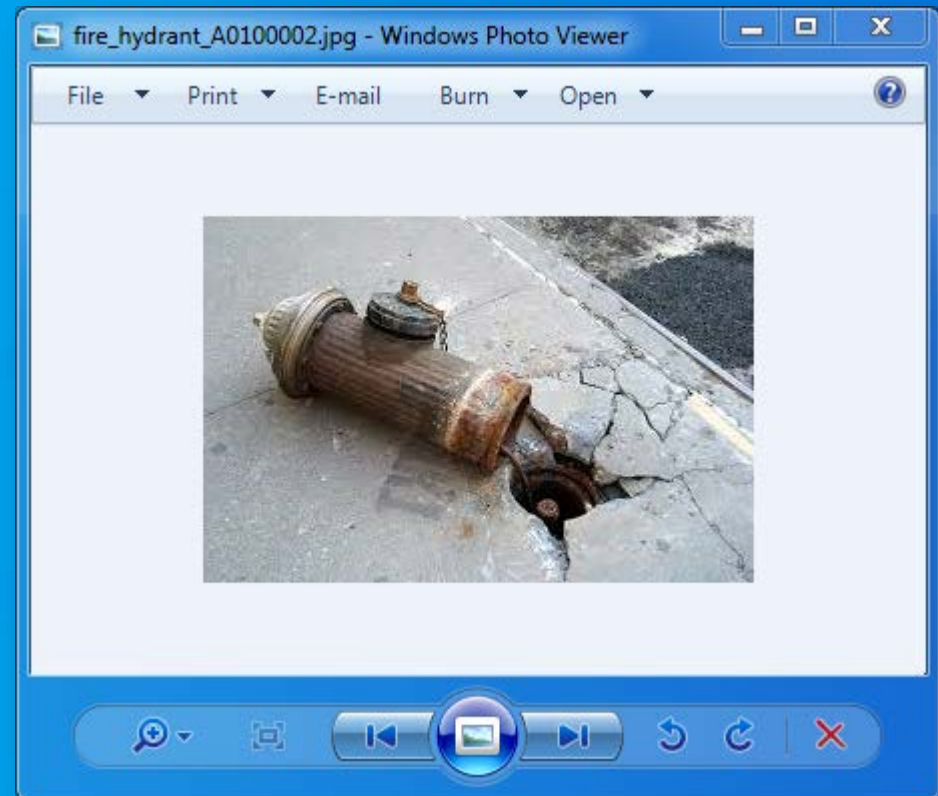 fire_hydrant_A0100002.jpg - Windows Photo Viewer
File Print E-mail Burn Open